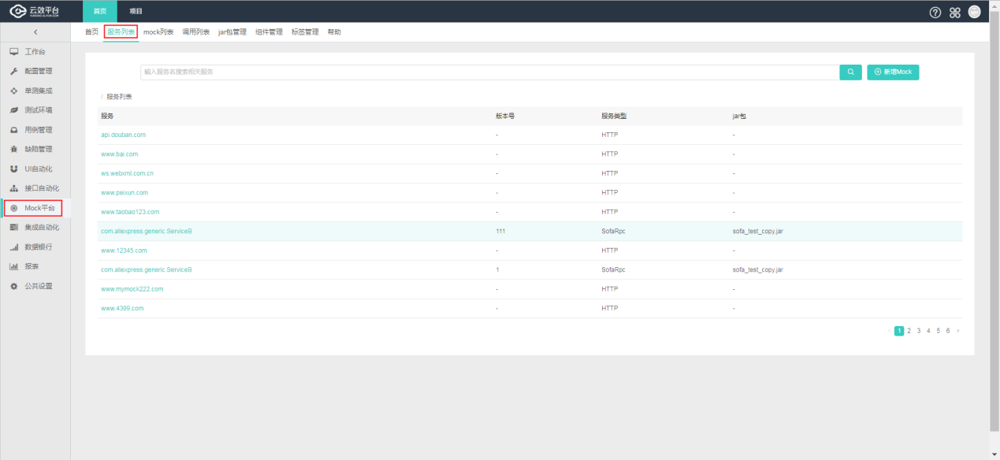 云效平台 首页 项目
YUNXIAO.ALIYUN.COM
首页 服务列表 mock列表 调用列表 jar包管理 组件管理 标签管理 帮助
工作台
配置管理
单测集成
测试环境
用例管理
缺陷管理
UI自动化
接口自动化
Mock平台
集成自动化
数据银行
报表
公共设置
输入服务名搜索相关服务 新增Mock
/ 服务列表
服务 版本号 服务类型 jar包
api.douban.com - HTTP -
www.bai.com - HTTP -
ws.webxml.com.cn - HTTP -
www.peixun.com - HTTP -
www.taobao123.com - HTTP -
com.aliexpress.generic.ServiceB 111 SofaRpc sofa_test_copy.jar
www.12345.com - HTTP -
com.aliexpress.generic.ServiceB 1 SofaRpc sofa_test_copy.jar
www.mymock222.com - HTTP -
www.4399.com - HTTP -
1 2 3 4 5 6